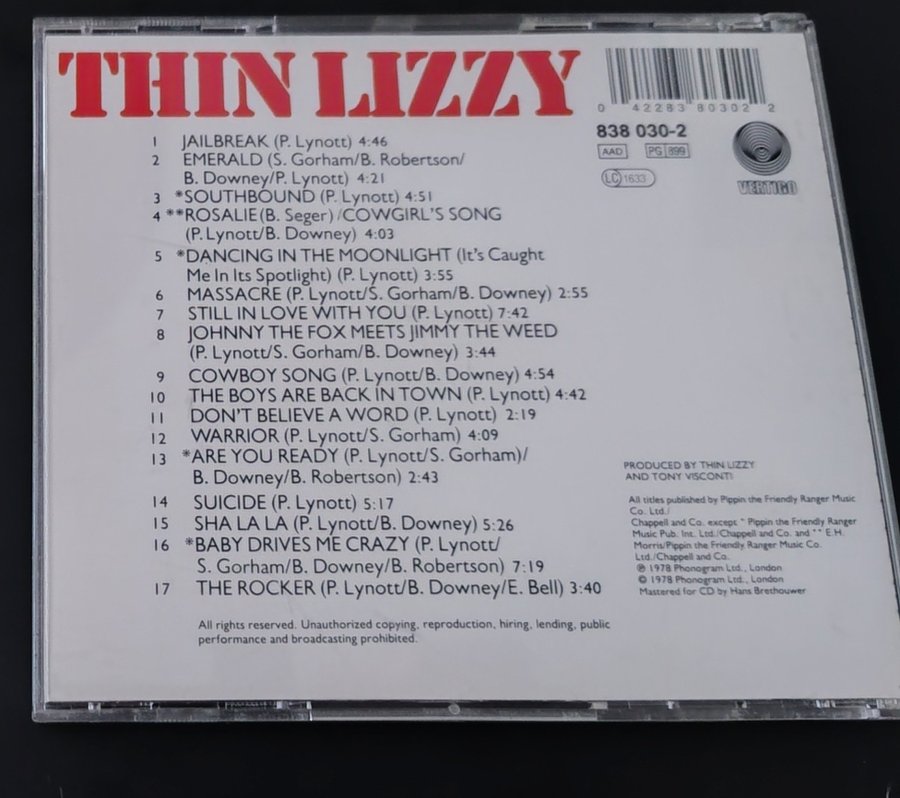 THIN LIZZY
0 42283 80302 2
838 030-2
AAD PG 899
LC 1633
VERTIGO
1 JAILBREAK (P. Lynott) 4:46
2 EMERALD (S. Gorham/B. Robertson/
B. Downey/P. Lynott) 4:21
3 *SOUTHBOUND (P. Lynott) 4:51
4 **ROSALIE (B. Seger) /COWGIRL'S SONG
(P. Lynott/B. Downey) 4:03
5 *DANCING IN THE MOONLIGHT (It's Caught
Me In Its Spotlight) (P. Lynott) 3:55
6 MASSACRE (P. Lynott/S. Gorham/B. Downey) 2:55
7 STILL IN LOVE WITH YOU (P. Lynott) 7:42
8 JOHNNY THE FOX MEETS JIMMY THE WEED
(P. Lynott/S. Gorham/B. Downey) 3:44
9 COWBOY SONG (P. Lynott/B. Downey) 4:54
10 THE BOYS ARE BACK IN TOWN (P. Lynott) 4:42
11 DON'T BELIEVE A WORD (P. Lynott) 2:19
12 WARRIOR (P. Lynott/S. Gorham) 4:09
13 *ARE YOU READY (P. Lynott/S. Gorham)/
B. Downey/B. Robertson) 2:43
14 SUICIDE (P. Lynott) 5:17
15 SHA LA LA (P. Lynott/B. Downey) 5:26
16 *BABY DRIVES ME CRAZY (P. Lynott/
S. Gorham/B. Downey/B. Robertson) 7:19
17 THE ROCKER (P. Lynott/B. Downey/E. Bell) 3:40
All rights reserved. Unauthorized copying, reproduction, hiring, lending, public
performance and broadcasting prohibited.
PRODUCED BY THIN LIZZY
AND TONY VISCONTI
All titles published by Pippin the Friendly Ranger Music
Co. Ltd./
Chappell and Co. except * Pippin the Friendly Ranger
Music Pub. Int. Ltd./Chappell and Co. and ** E.H.
Morris/Pippin the Friendly Ranger Music Co.
Ltd./Chappell and Co.
℗ 1978 Phonogram Ltd., London
© 1978 Phonogram Ltd., London
Mastered for CD by Hans Brethouwer